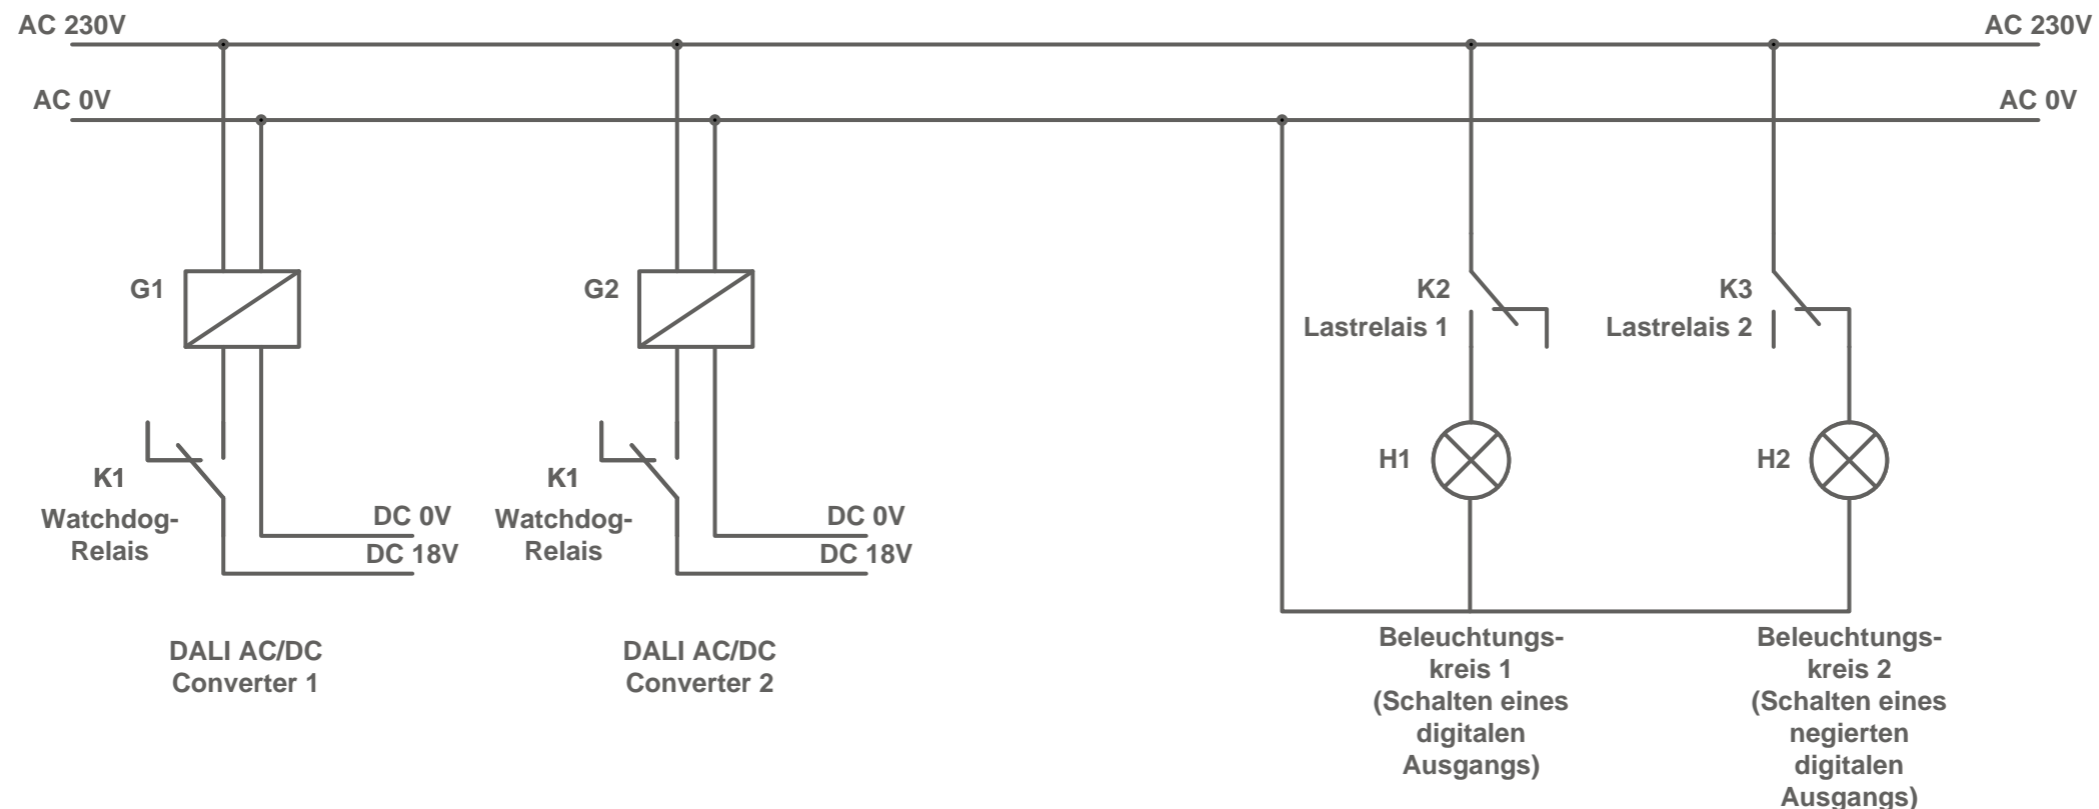 AC 230V
AC 230V
AC 0V
AC 0V
G1
G2
K2
Lastrelais 1
K3
Lastrelais 2
K1
Watchdog-
Relais
DC 0V
DC 18V
K1
Watchdog-
Relais
DC 0V
DC 18V
H1
H2
DALI AC/DC
Converter 1
DALI AC/DC
Converter 2
Beleuchtungs-
kreis 1
(Schalten eines
digitalen
Ausgangs)
Beleuchtungs-
kreis 2
(Schalten eines
negierten
digitalen
Ausgangs)